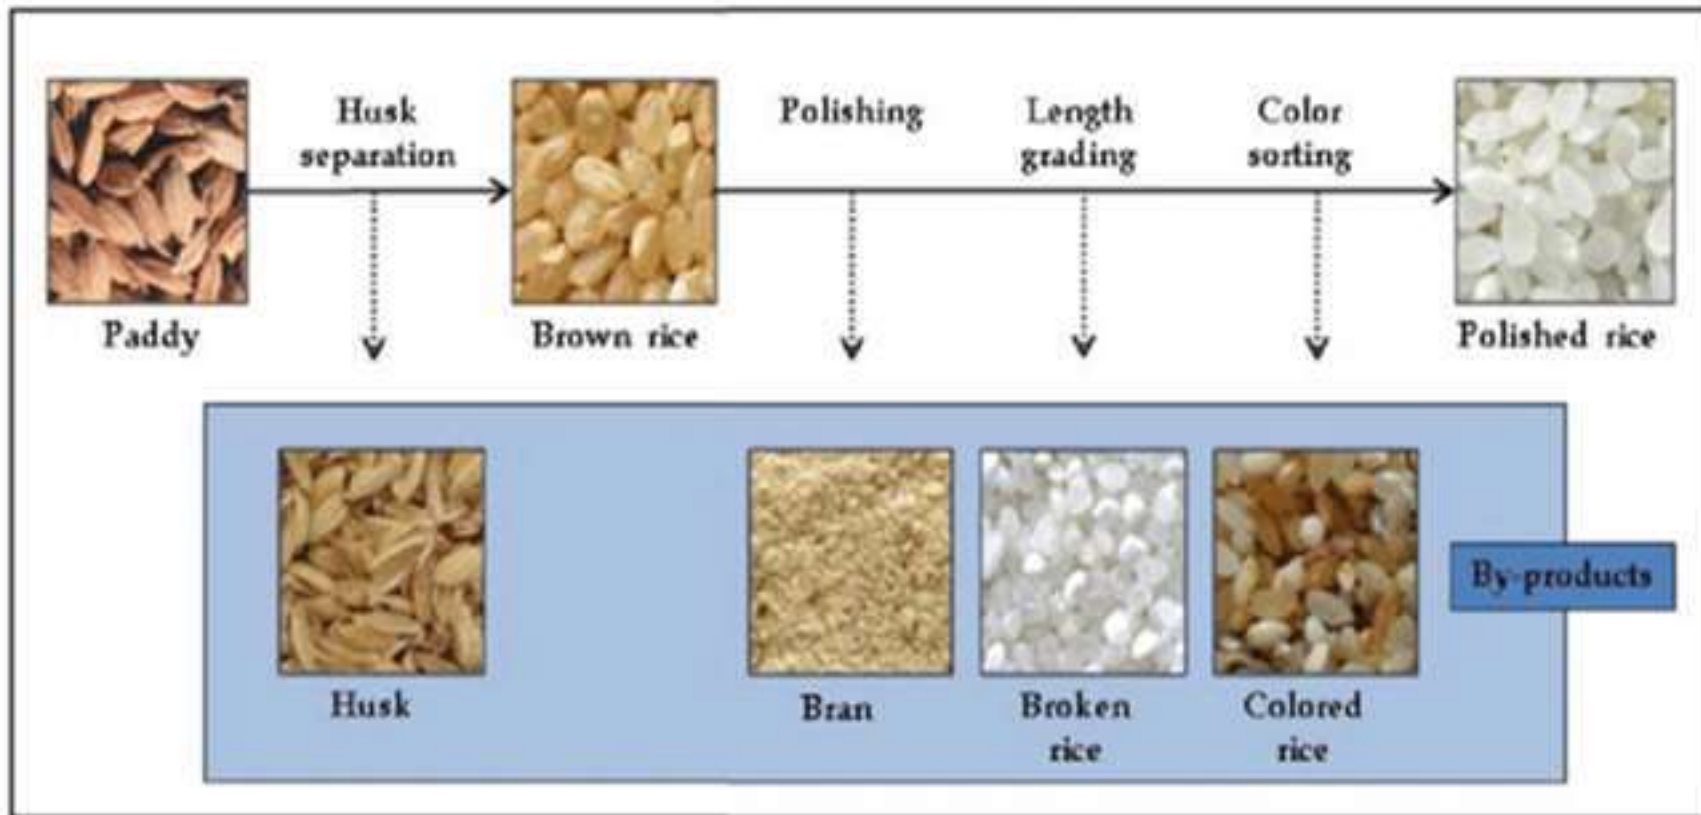 Husk
separation
Polishing
Length
grading
Color
sorting
Paddy
Brown rice
Polished rice
Husk
Bran
Broken
rice
Colored
rice
By-products